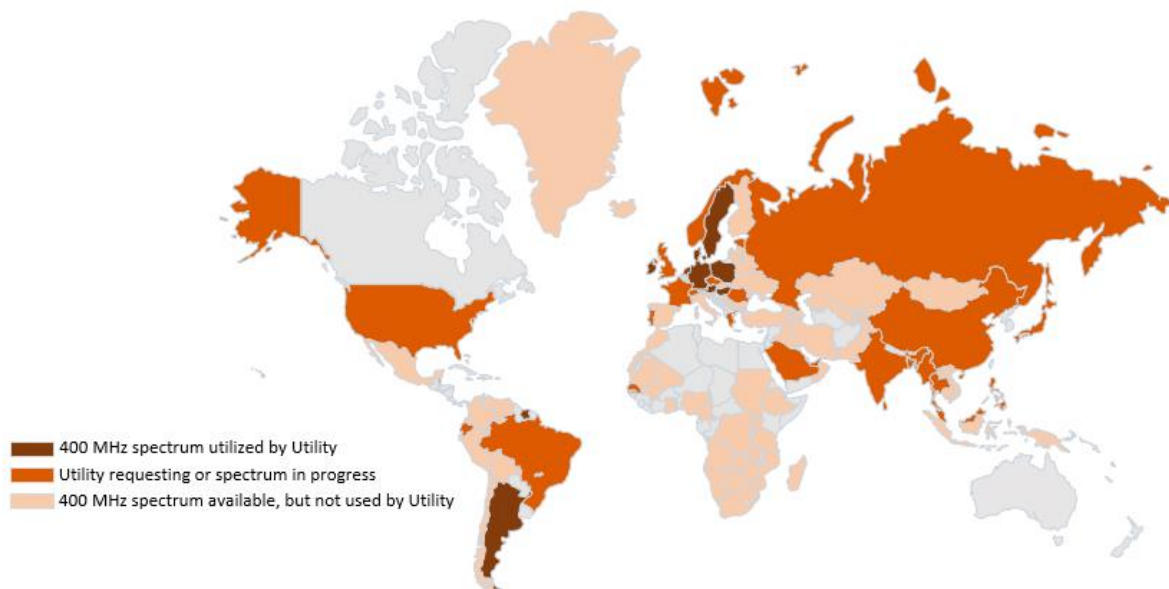 400 MHz spectrum utilized by Utility
Utility requesting or spectrum in progress
400 MHz spectrum available, but not used by Utility